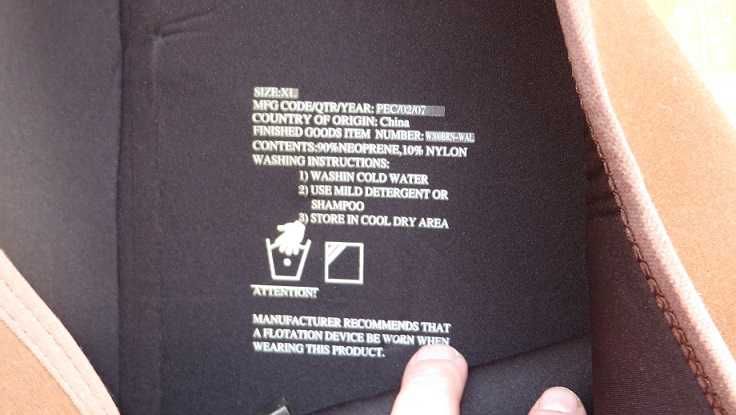 SIZE:XL
MFG CODE/QTR/YEAR: PEC/02/07
COUNTRY OF ORIGIN: China
FINISHED GOODS ITEM NUMBER: W300BRN-WAL
CONTENTS:90%NEOPRENE,10% NYLON
WASHING INSTRUCTIONS:
1) WASHIN COLD WATER
2) USE MILD DETERGENT OR
SHAMPOO
3) STORE IN COOL DRY AREA
ATTENTION!
MANUFACTURER RECOMMENDS THAT
A FLOTATION DEVICE BE WORN WHEN
WEARING THIS PRODUCT.